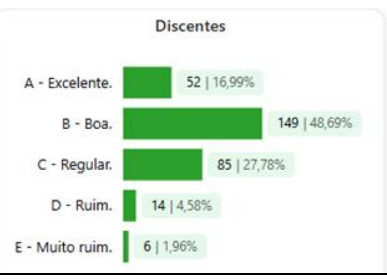 Discentes
A - Excelente. 52 | 16,99%
B - Boa. 149 | 48,69%
C - Regular. 85 | 27,78%
D - Ruim. 14 | 4,58%
E - Muito ruim. 6 | 1,96%